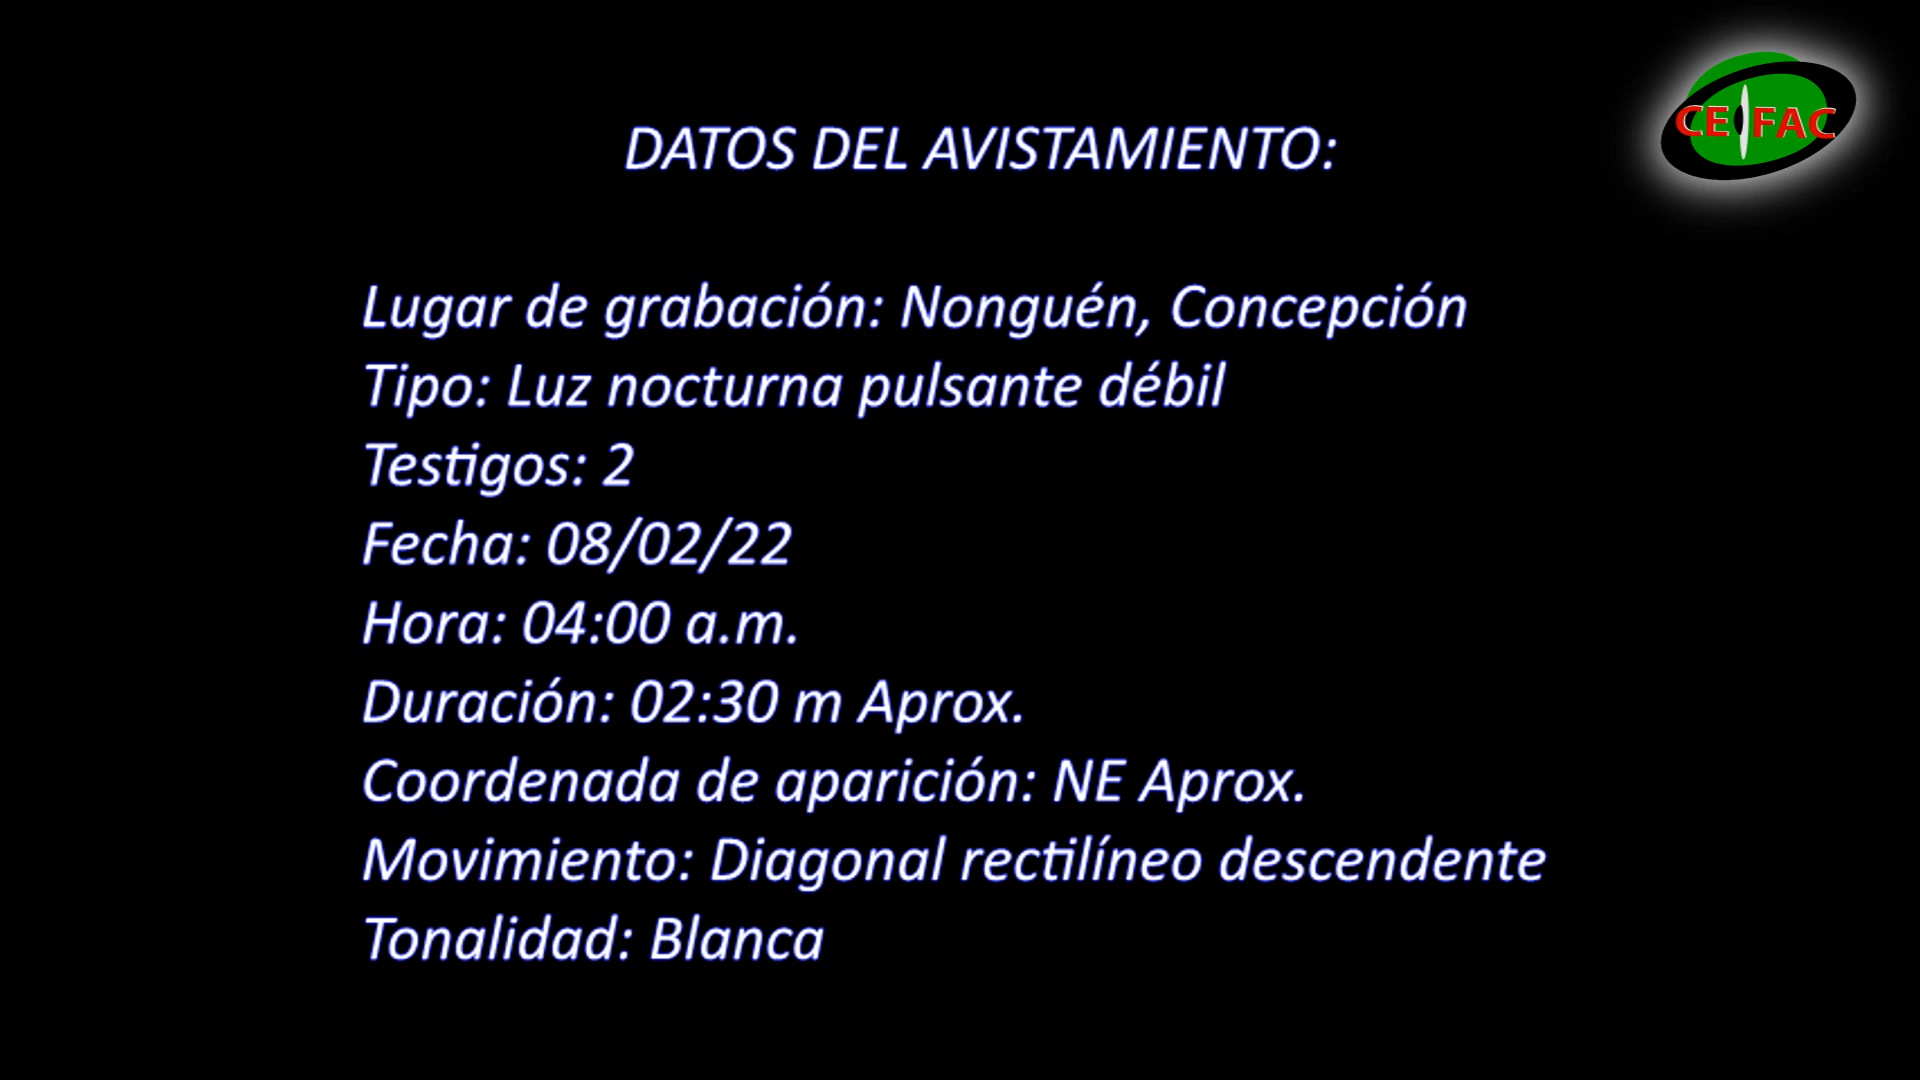 CEIFAC
DATOS DEL AVISTAMIENTO:
Lugar de grabación: Nonguén, Concepción
Tipo: Luz nocturna pulsante débil
Testigos: 2
Fecha: 08/02/22
Hora: 04:00 a.m.
Duración: 02:30 m Aprox.
Coordenada de aparición: NE Aprox.
Movimiento: Diagonal rectilíneo descendente
Tonalidad: Blanca